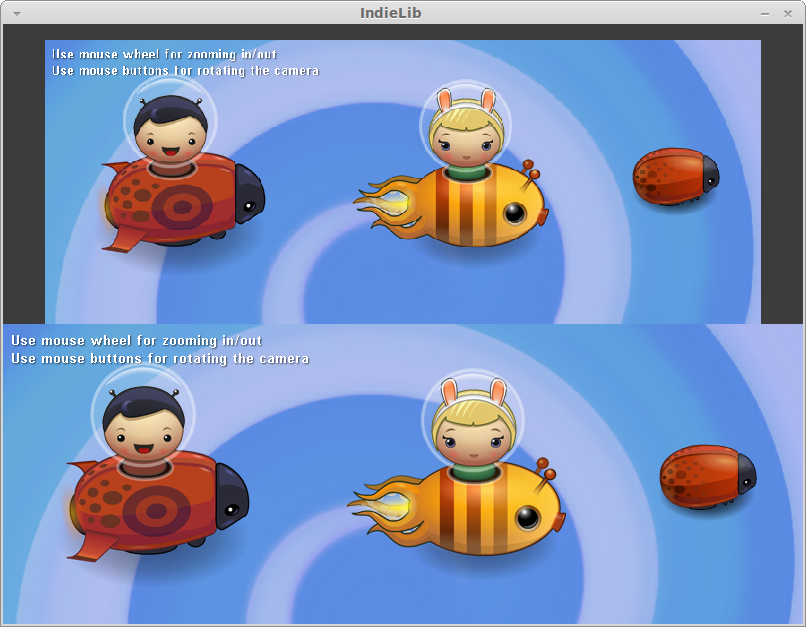 IndieLib
Use mouse wheel for zooming in/out
Use mouse buttons for rotating the camera
Use mouse wheel for zooming in/out
Use mouse buttons for rotating the camera